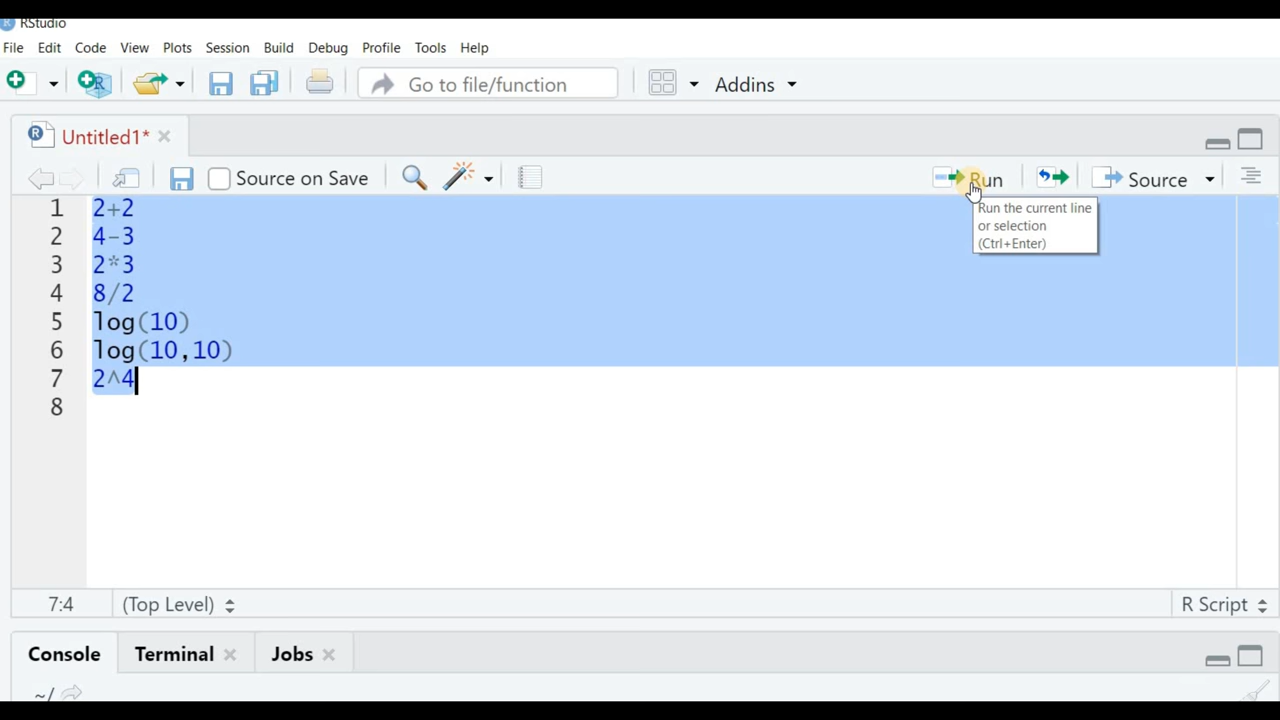 RStudio
File Edit Code View Plots Session Build Debug Profile Tools Help
Go to file/function Addins
Untitled1*
Source on Save Run Source
Run the current line
or selection
(Ctrl+Enter)
1 2+2
2 4-3
3 2*3
4 8/2
5 log(10)
6 log(10,10)
7 2^4
8
7:4 (Top Level) R Script
Console Terminal Jobs
~/